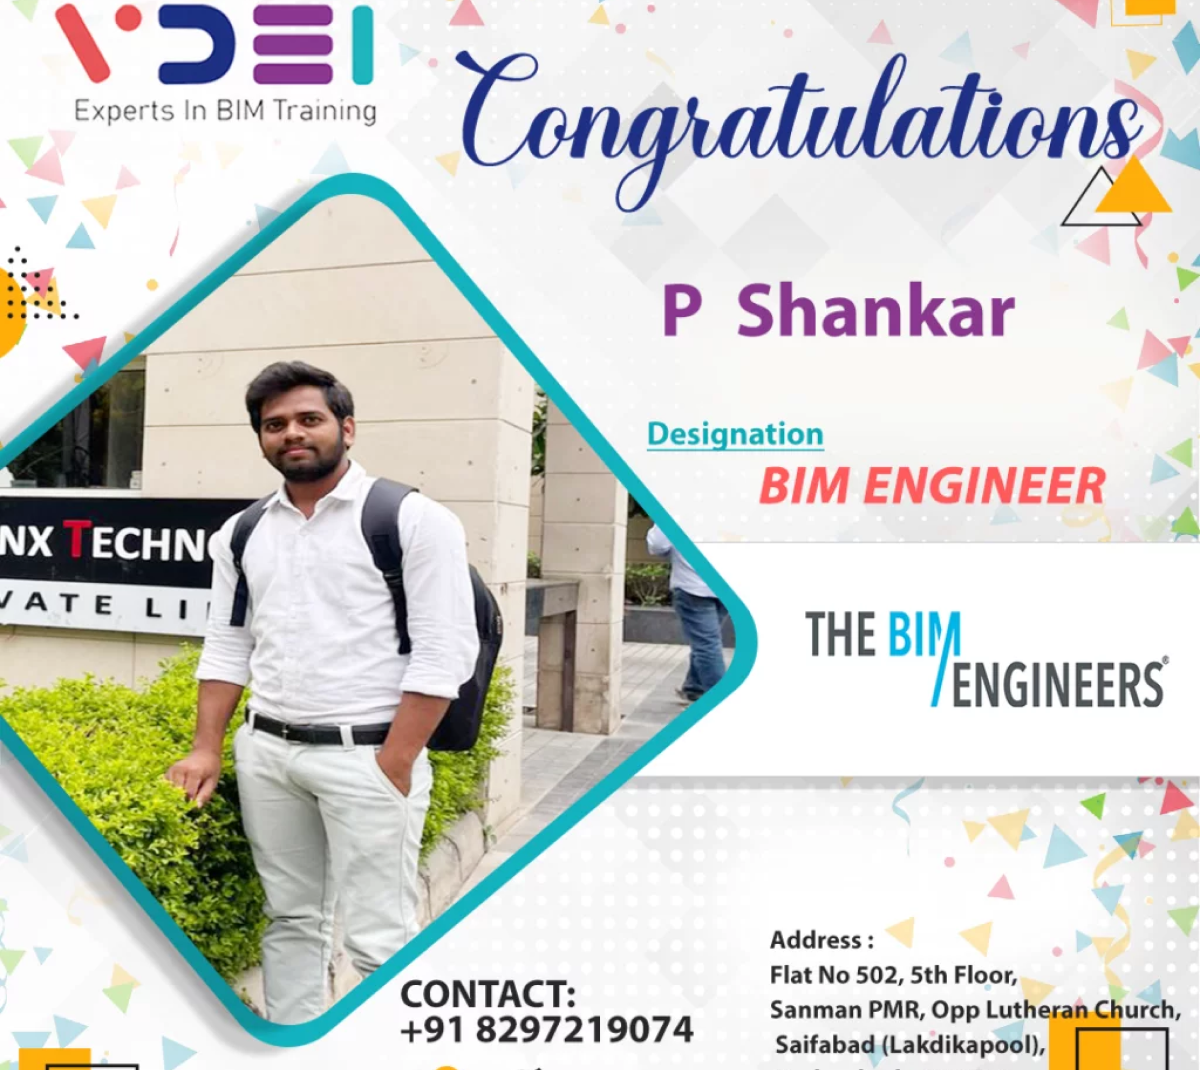 VDEI
Experts In BIM Training
Congratulations
P Shankar
Designation
BIM ENGINEER
NX TECHNO
VATE LI
THE BIM
ENGINEERS®
CONTACT:
+91 8297219074
Address :
Flat No 502, 5th Floor,
Sanman PMR, Opp Lutheran Church,
Saifabad (Lakdikapool),